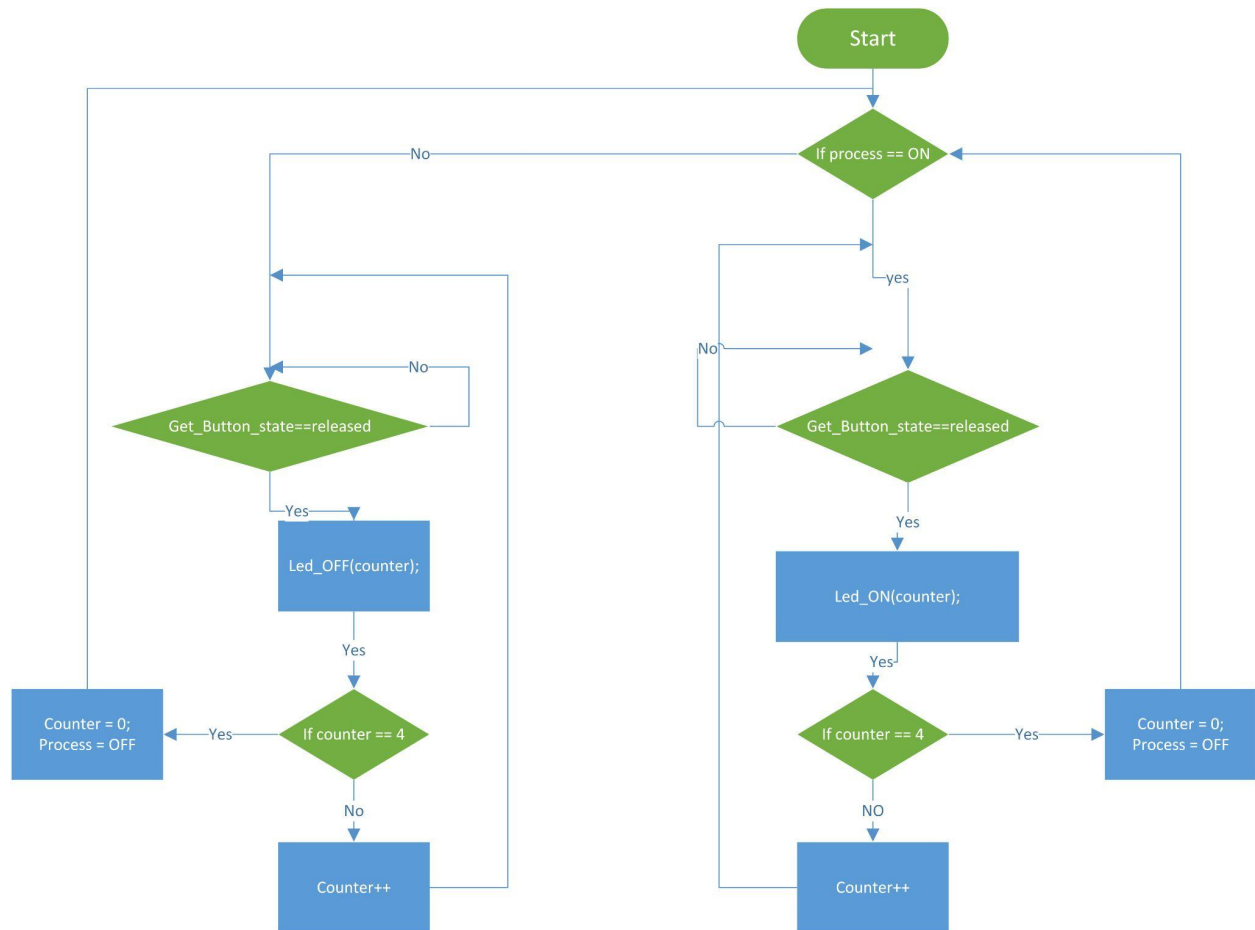 Start
If process == ON
No
yes
No
No
Get_Button_state==released
Get_Button_state==released
Yes
Yes
Led_OFF(counter);
Led_ON(counter);
Yes
Yes
Counter = 0;
Process = OFF
Yes
If counter == 4
If counter == 4
Yes
Counter = 0;
Process = OFF
No
NO
Counter++
Counter++